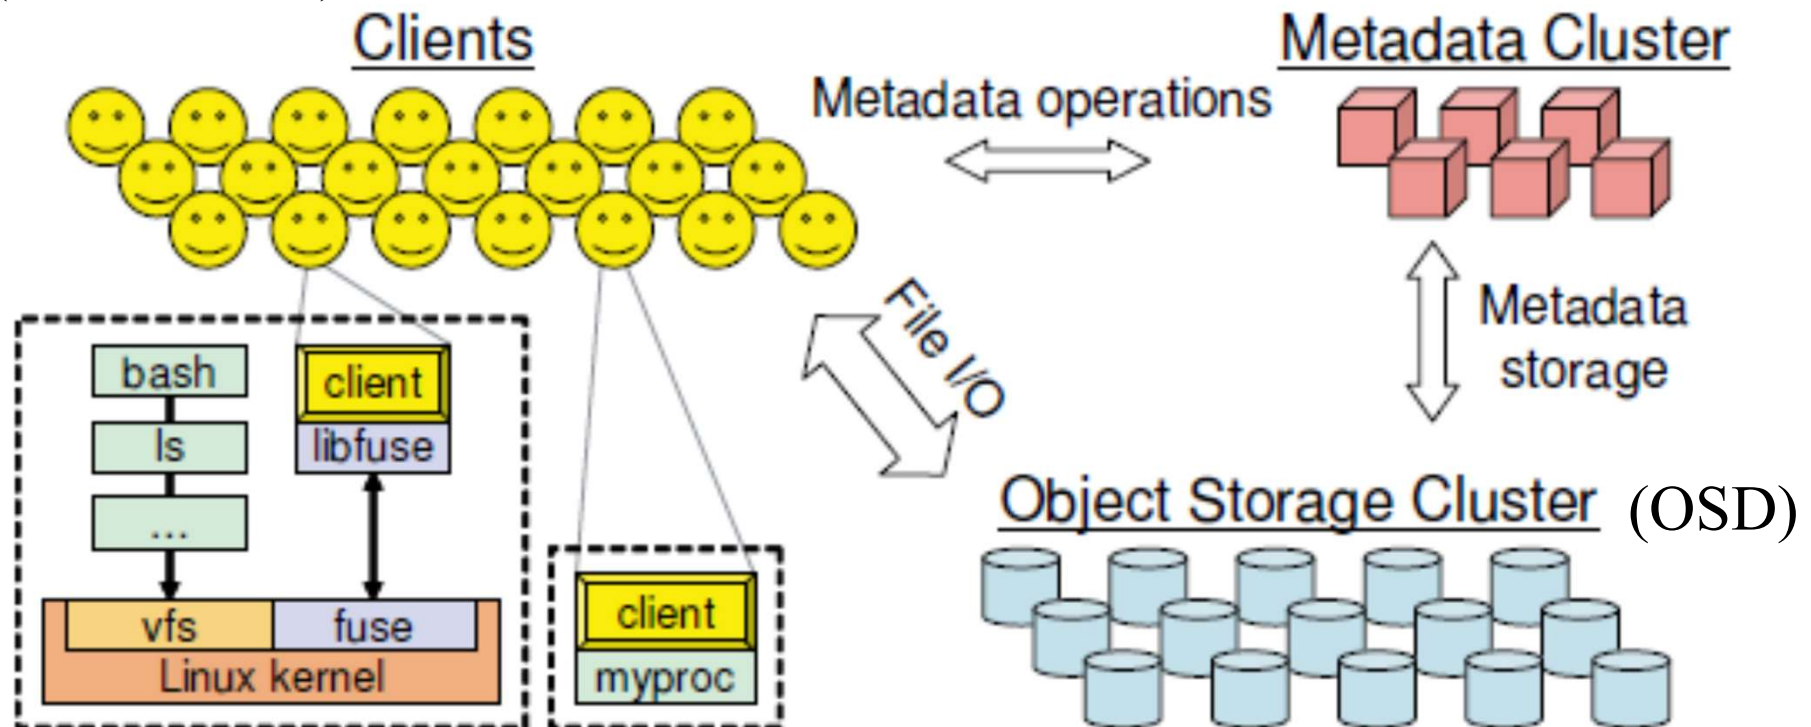 Clients
Metadata Cluster
Metadata operations
File I/O
Metadata
storage
bash
client
ls
libfuse
...
vfs
fuse
Linux kernel
client
myproc
Object Storage Cluster (OSD)